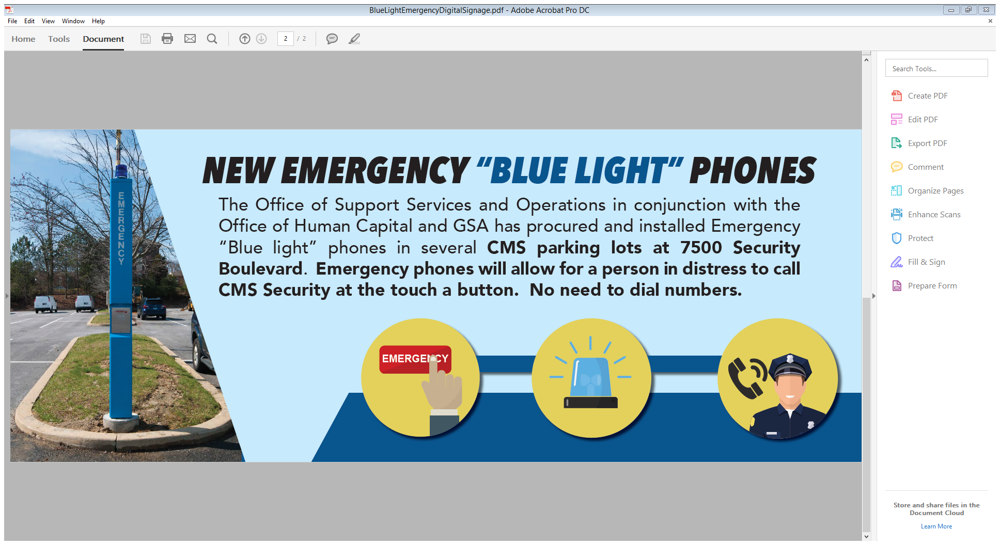 BlueLightEmergencyDigitalSignage.pdf - Adobe Acrobat Pro DC
File Edit View Window Help
Home Tools Document 2 / 2
Search Tools...
Create PDF
Edit PDF
Export PDF
Comment
Organize Pages
Enhance Scans
Protect
Fill & Sign
Prepare Form
Store and share files in the
Document Cloud
Learn More
EMERGENCY
NEW EMERGENCY “BLUE LIGHT” PHONES
The Office of Support Services and Operations in conjunction with the
Office of Human Capital and GSA has procured and installed Emergency
“Blue light” phones in several CMS parking lots at 7500 Security
Boulevard. Emergency phones will allow for a person in distress to call
CMS Security at the touch a button. No need to dial numbers.
EMERGENCY